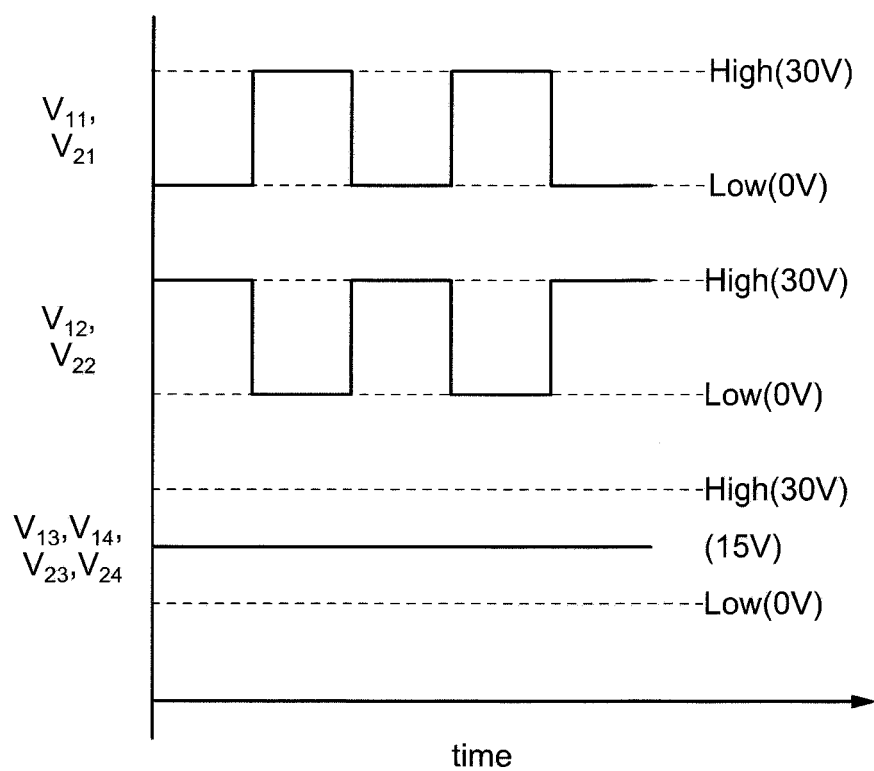 High(30V)
V₁₁,
V₂₁
Low(0V)
High(30V)
V₁₂,
V₂₂
Low(0V)
High(30V)
V₁₃,V₁₄,
V₂₃,V₂₄
(15V)
Low(0V)
time